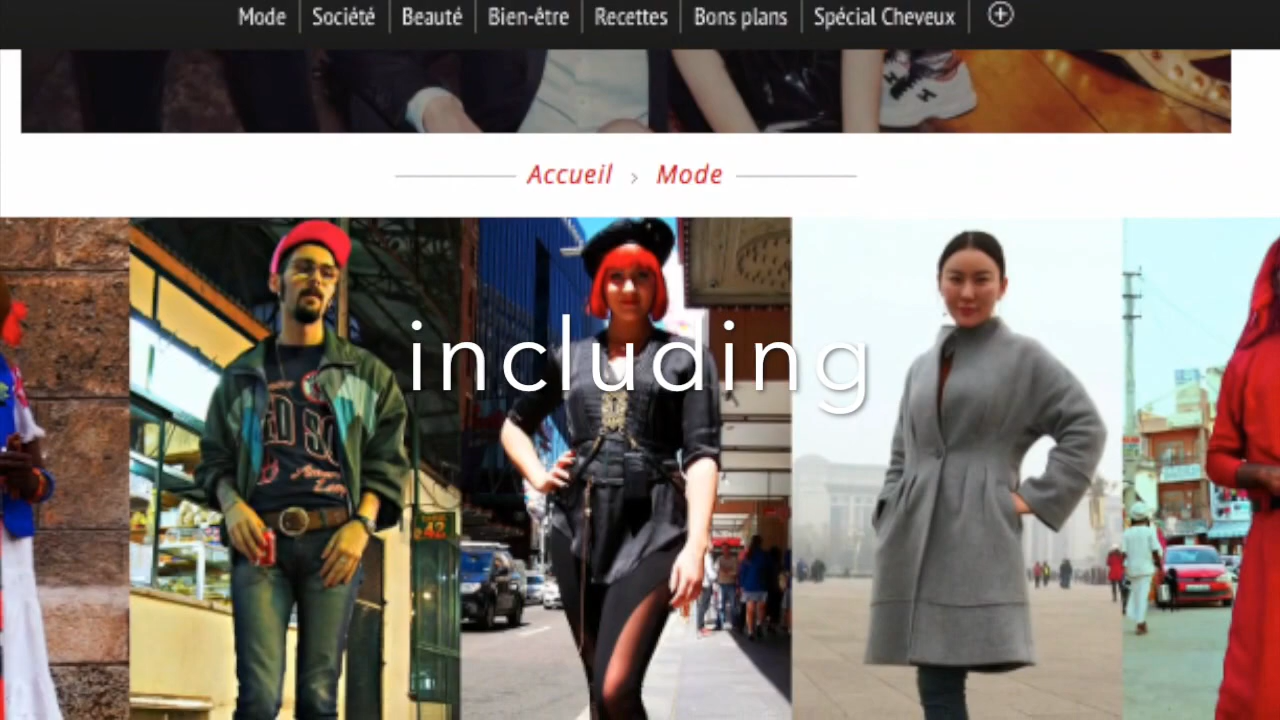 Mode Société Beauté Bien-être Recettes Bons plans Spécial Cheveux
Accueil > Mode
including